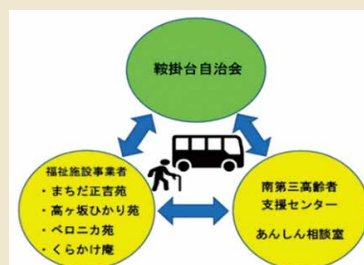 鞍掛台自治会
福祉施設事業者
・まちだ正吉苑
・高ヶ坂ひかり苑
・ベロニカ苑
・くらかけ庵
南第三高齢者
支援センター
あんしん相談室